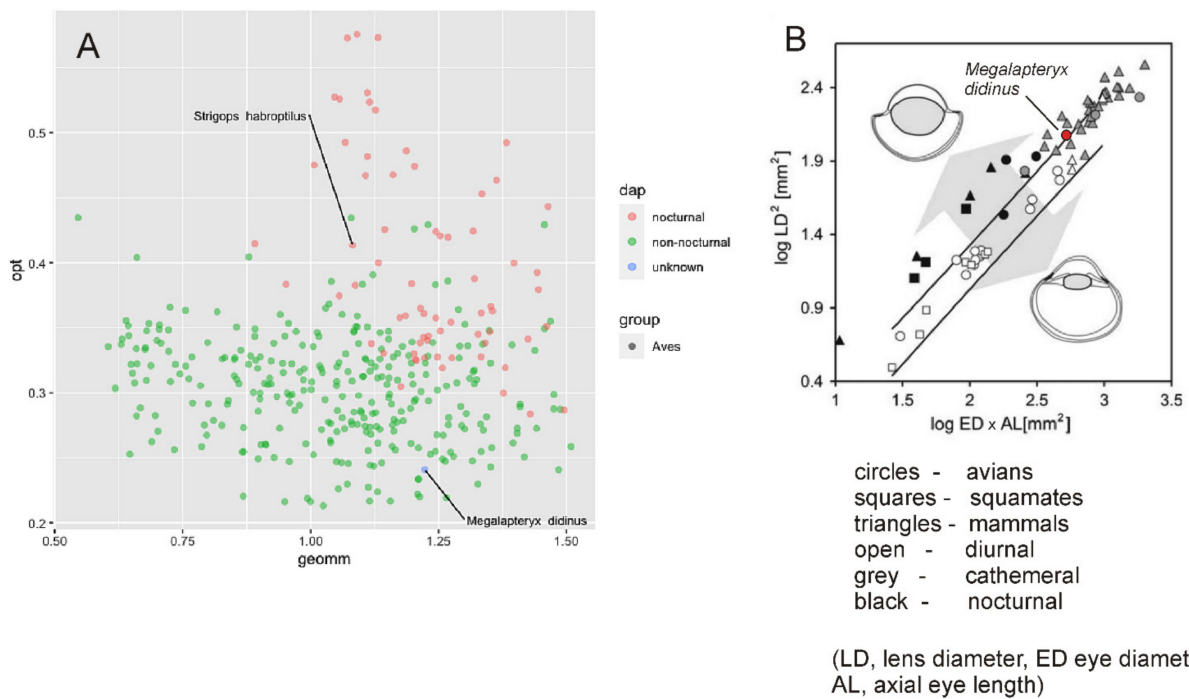 A
0.5
0.4
0.3
0.2
opt
0.50
0.75
1.00
1.25
1.50
geomm
Strigops habroptilus
Megalapteryx didinus
dap
nocturnal
non-nocturnal
unknown
group
Aves
B
Megalapteryx
didinus
2.4
1.9
1.4
0.9
0.4
log LD² [mm²]
1
1.5
2
2.5
3
3.5
log ED x AL[mm²]
circles - avians
squares - squamates
triangles - mammals
open - diurnal
grey - cathemeral
black - nocturnal
(LD, lens diameter, ED eye diamet
AL, axial eye length)